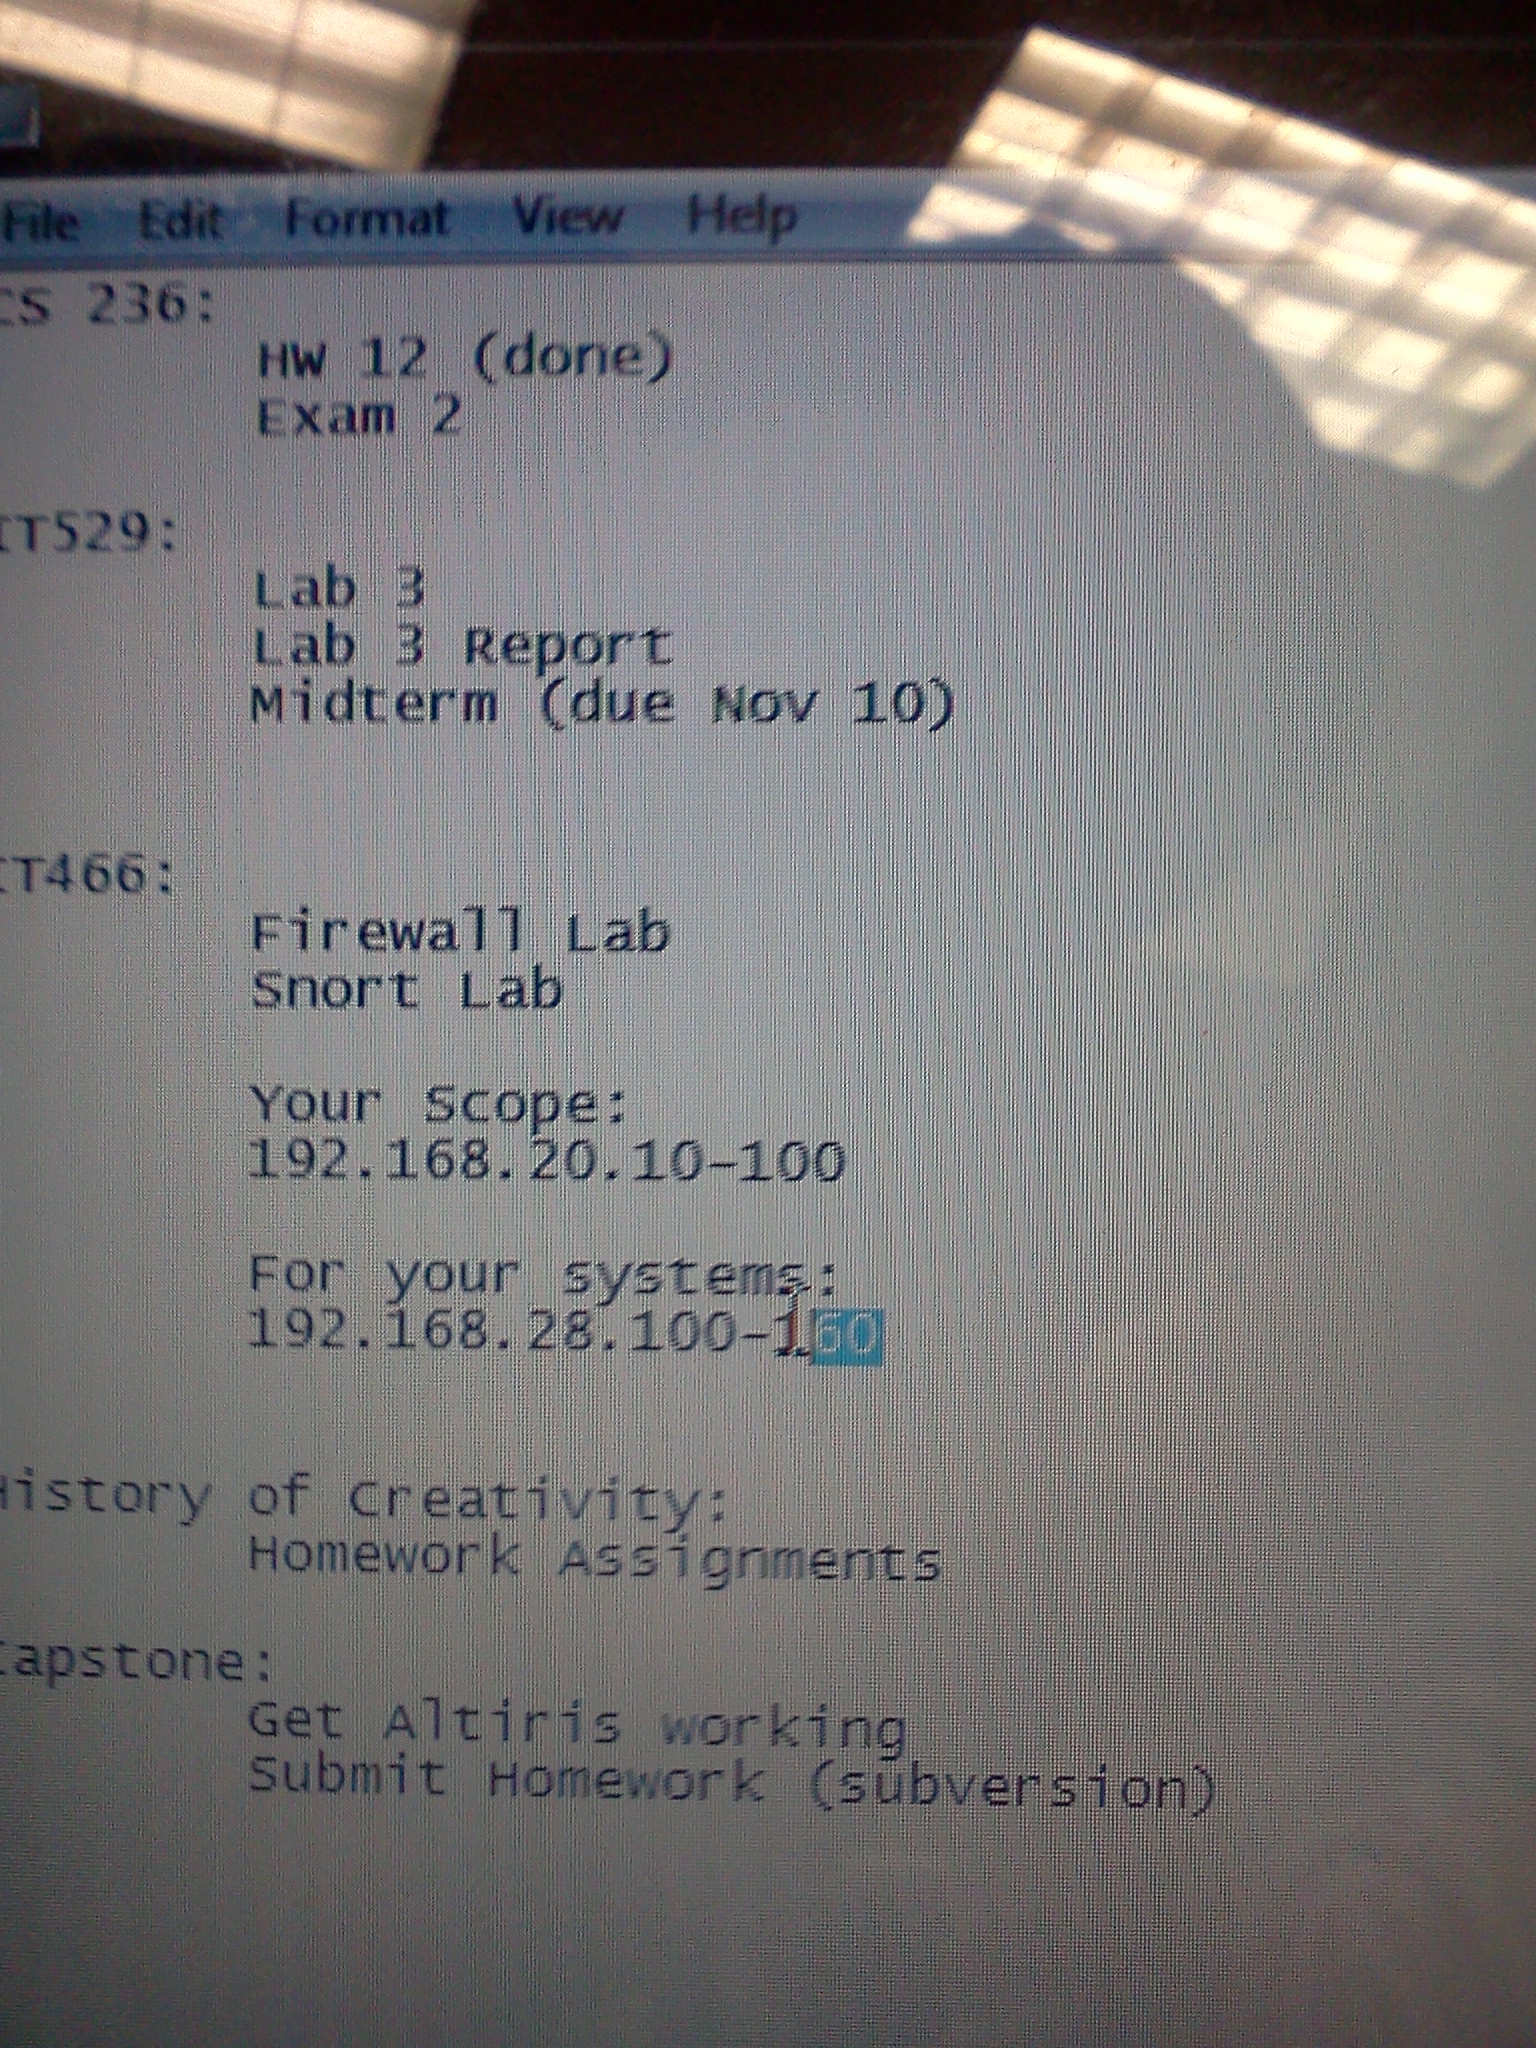 File Edit Format View Help
CS 236:
HW 12 (done)
Exam 2
IT529:
Lab 3
Lab 3 Report
Midterm (due Nov 10)
IT466:
Firewall Lab
Snort Lab
Your Scope:
192.168.20.10-100
For your systems:
192.168.28.100-160
History of Creativity:
Homework Assignments
Capstone:
Get Altiris working
Submit Homework (subversion)